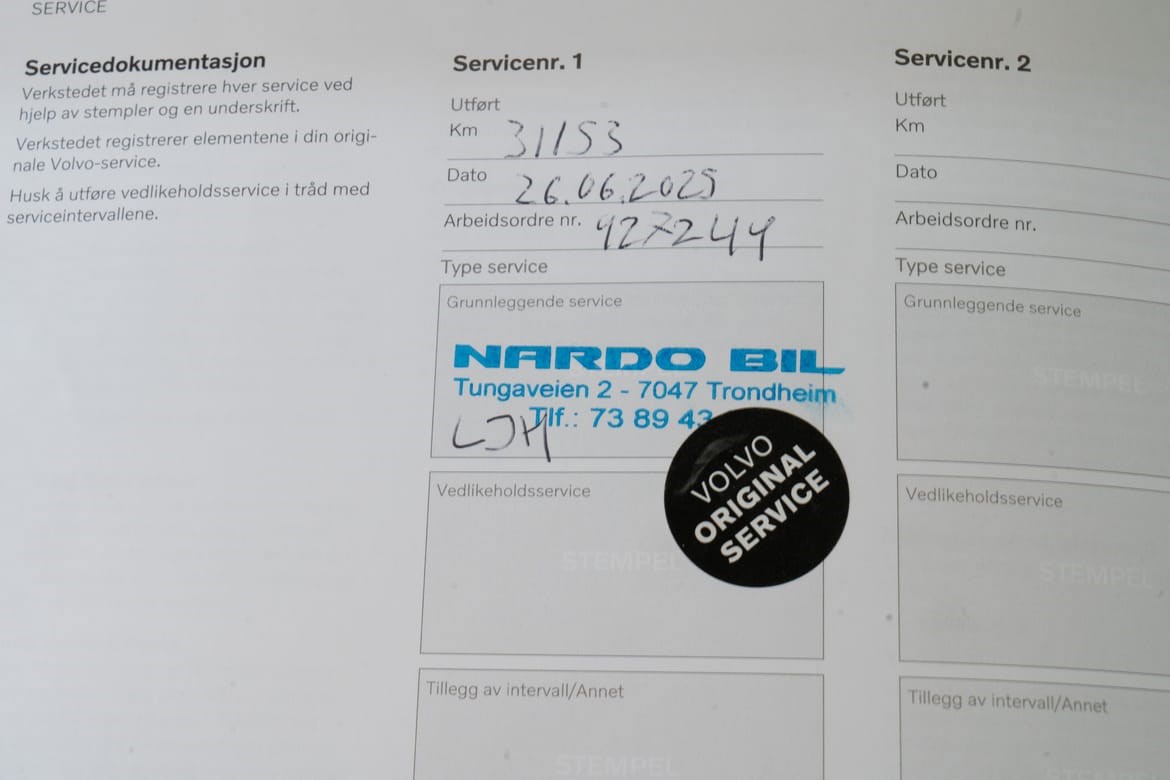 SERVICE
Servicedokumentasjon
Verkstedet må registrere hver service ved
hjelp av stempler og en underskrift.
Verkstedet registrerer elementene i din origi-
nale Volvo-service.
Husk å utføre vedlikeholdsservice i tråd med
serviceintervallene.
Servicenr. 1
Utført
Km 31153
Dato 26.06.2025
Arbeidsordre nr. 927244
Type service
Grunnleggende service
NARDO BIL
Tungaveien 2 - 7047 Trondheim
Tlf.: 73 89 43
LJH
VOLVO
ORIGINAL
SERVICE
Vedlikeholdsservice
STEMPEL
Tillegg av intervall/Annet
STEMPEL
Servicenr. 2
Utført
Km
Dato
Arbeidsordre nr.
Type service
Grunnleggende service
STEMPEL
Vedlikeholdsservice
STEMPEL
Tillegg av intervall/Annet
STEMPEL